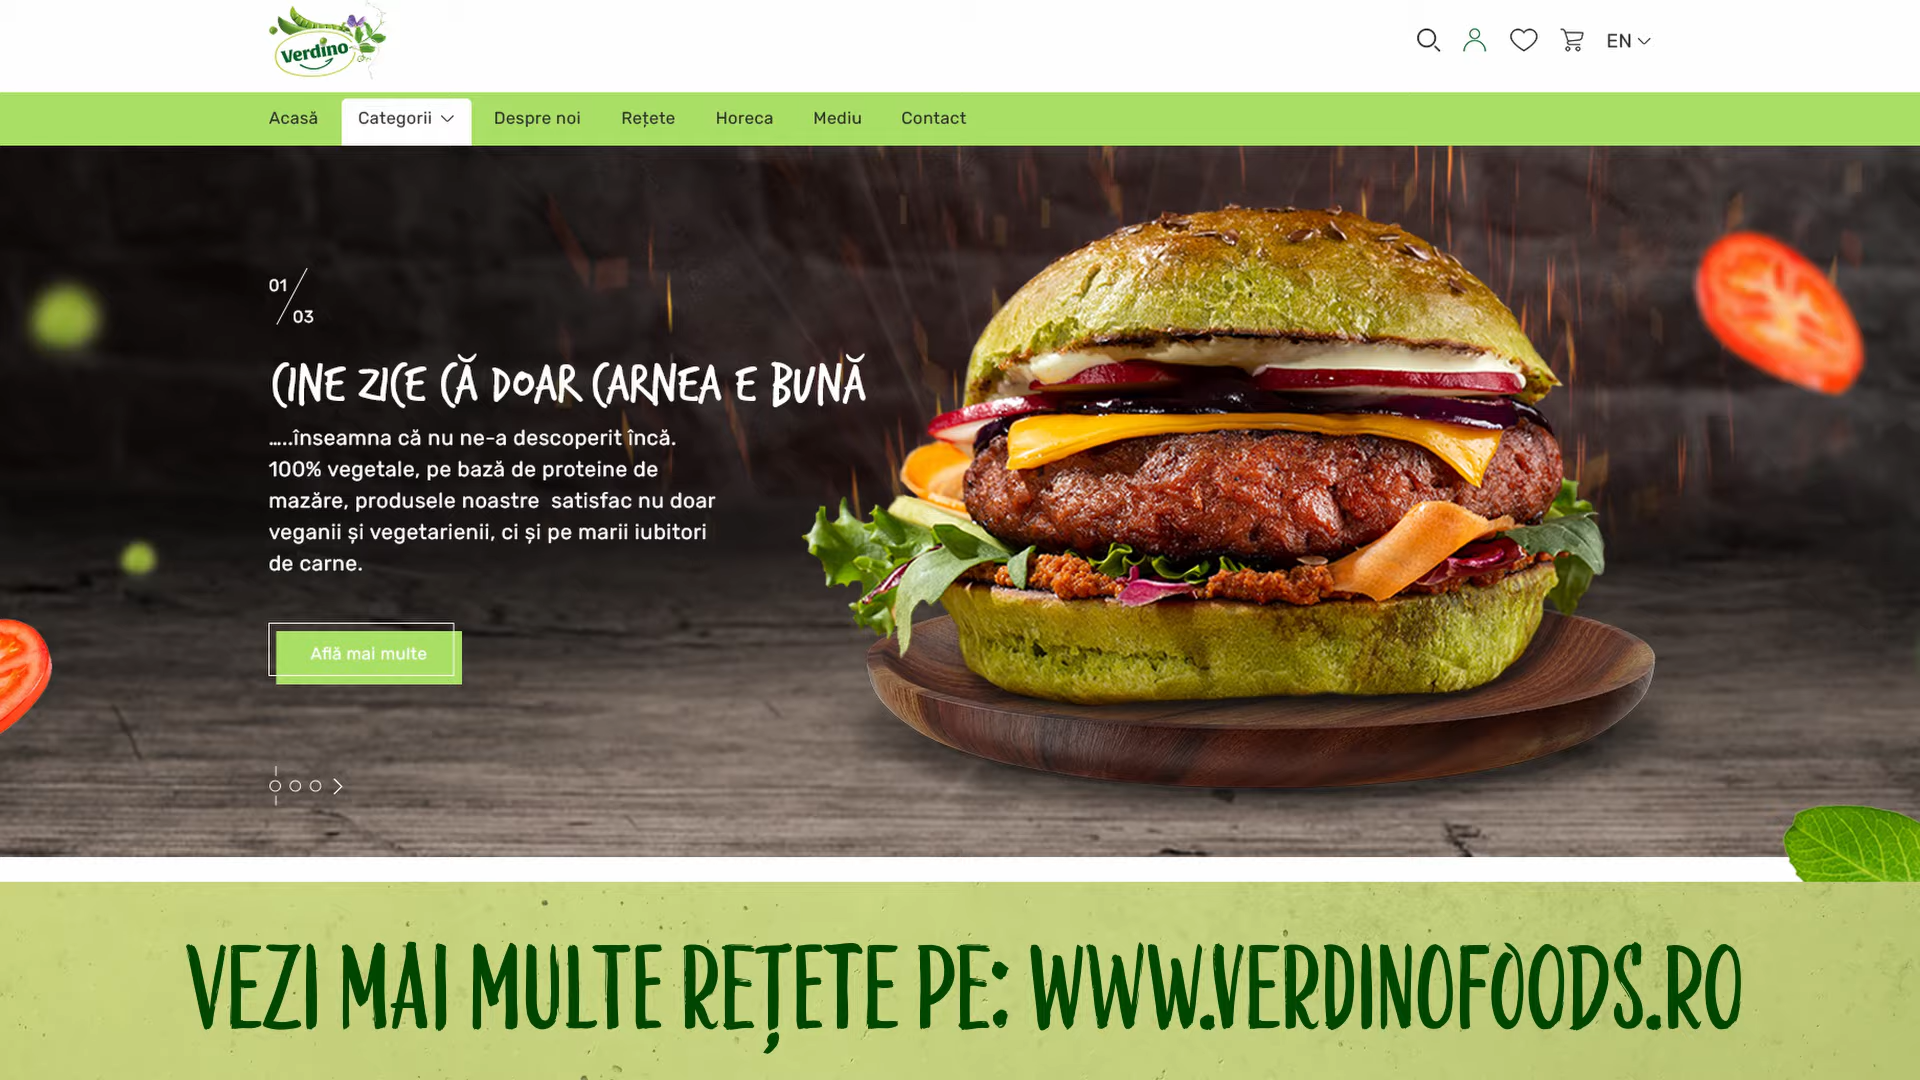 Verdino
EN
Acasă Categorii Despre noi Rețete Horeca Mediu Contact
01
03
CINE ZICE CĂ DOAR CARNEA E BUNĂ
…..înseamna că nu ne-a descoperit încă.
100% vegetale, pe bază de proteine de
mazăre, produsele noastre satisfac nu doar
veganii și vegetarienii, ci și pe marii iubitori
de carne.
Află mai multe
VEZI MAI MULTE REȚETE PE: WWW.VERDINOFOODS.RO